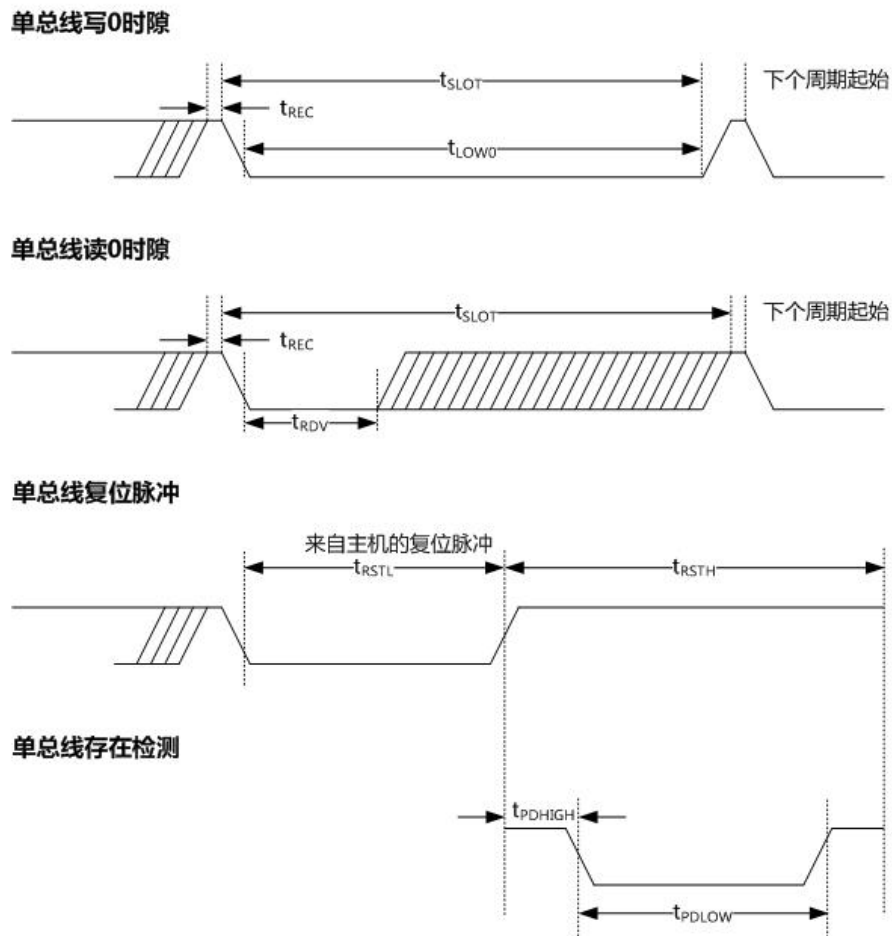 单总线写0时隙
tSLOT
下个周期起始
tREC
tLOW0
单总线读0时隙
tSLOT
下个周期起始
tREC
tRDV
单总线复位脉冲
来自主机的复位脉冲
tRSTL
tRSTH
单总线存在检测
tPDHIGH
tPDLOW